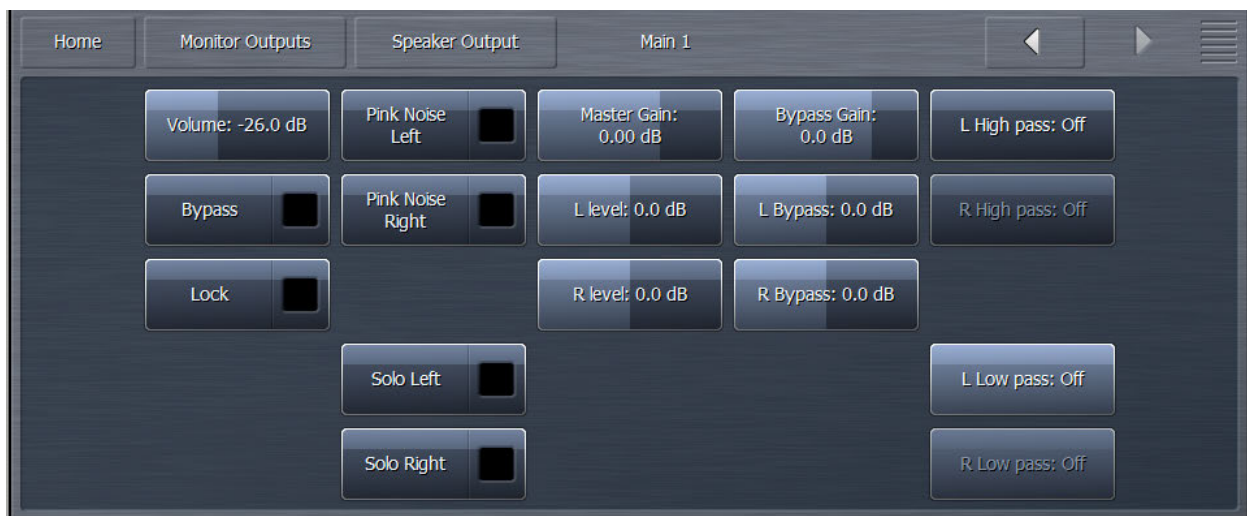 Home
Monitor Outputs
Speaker Output
Main 1
Volume: -26.0 dB
Pink Noise
Left
Master Gain:
0.00 dB
Bypass Gain:
0.0 dB
L High pass: Off
Bypass
Pink Noise
Right
L level: 0.0 dB
L Bypass: 0.0 dB
R High pass: Off
Lock
R level: 0.0 dB
R Bypass: 0.0 dB
Solo Left
L Low pass: Off
Solo Right
R Low pass: Off